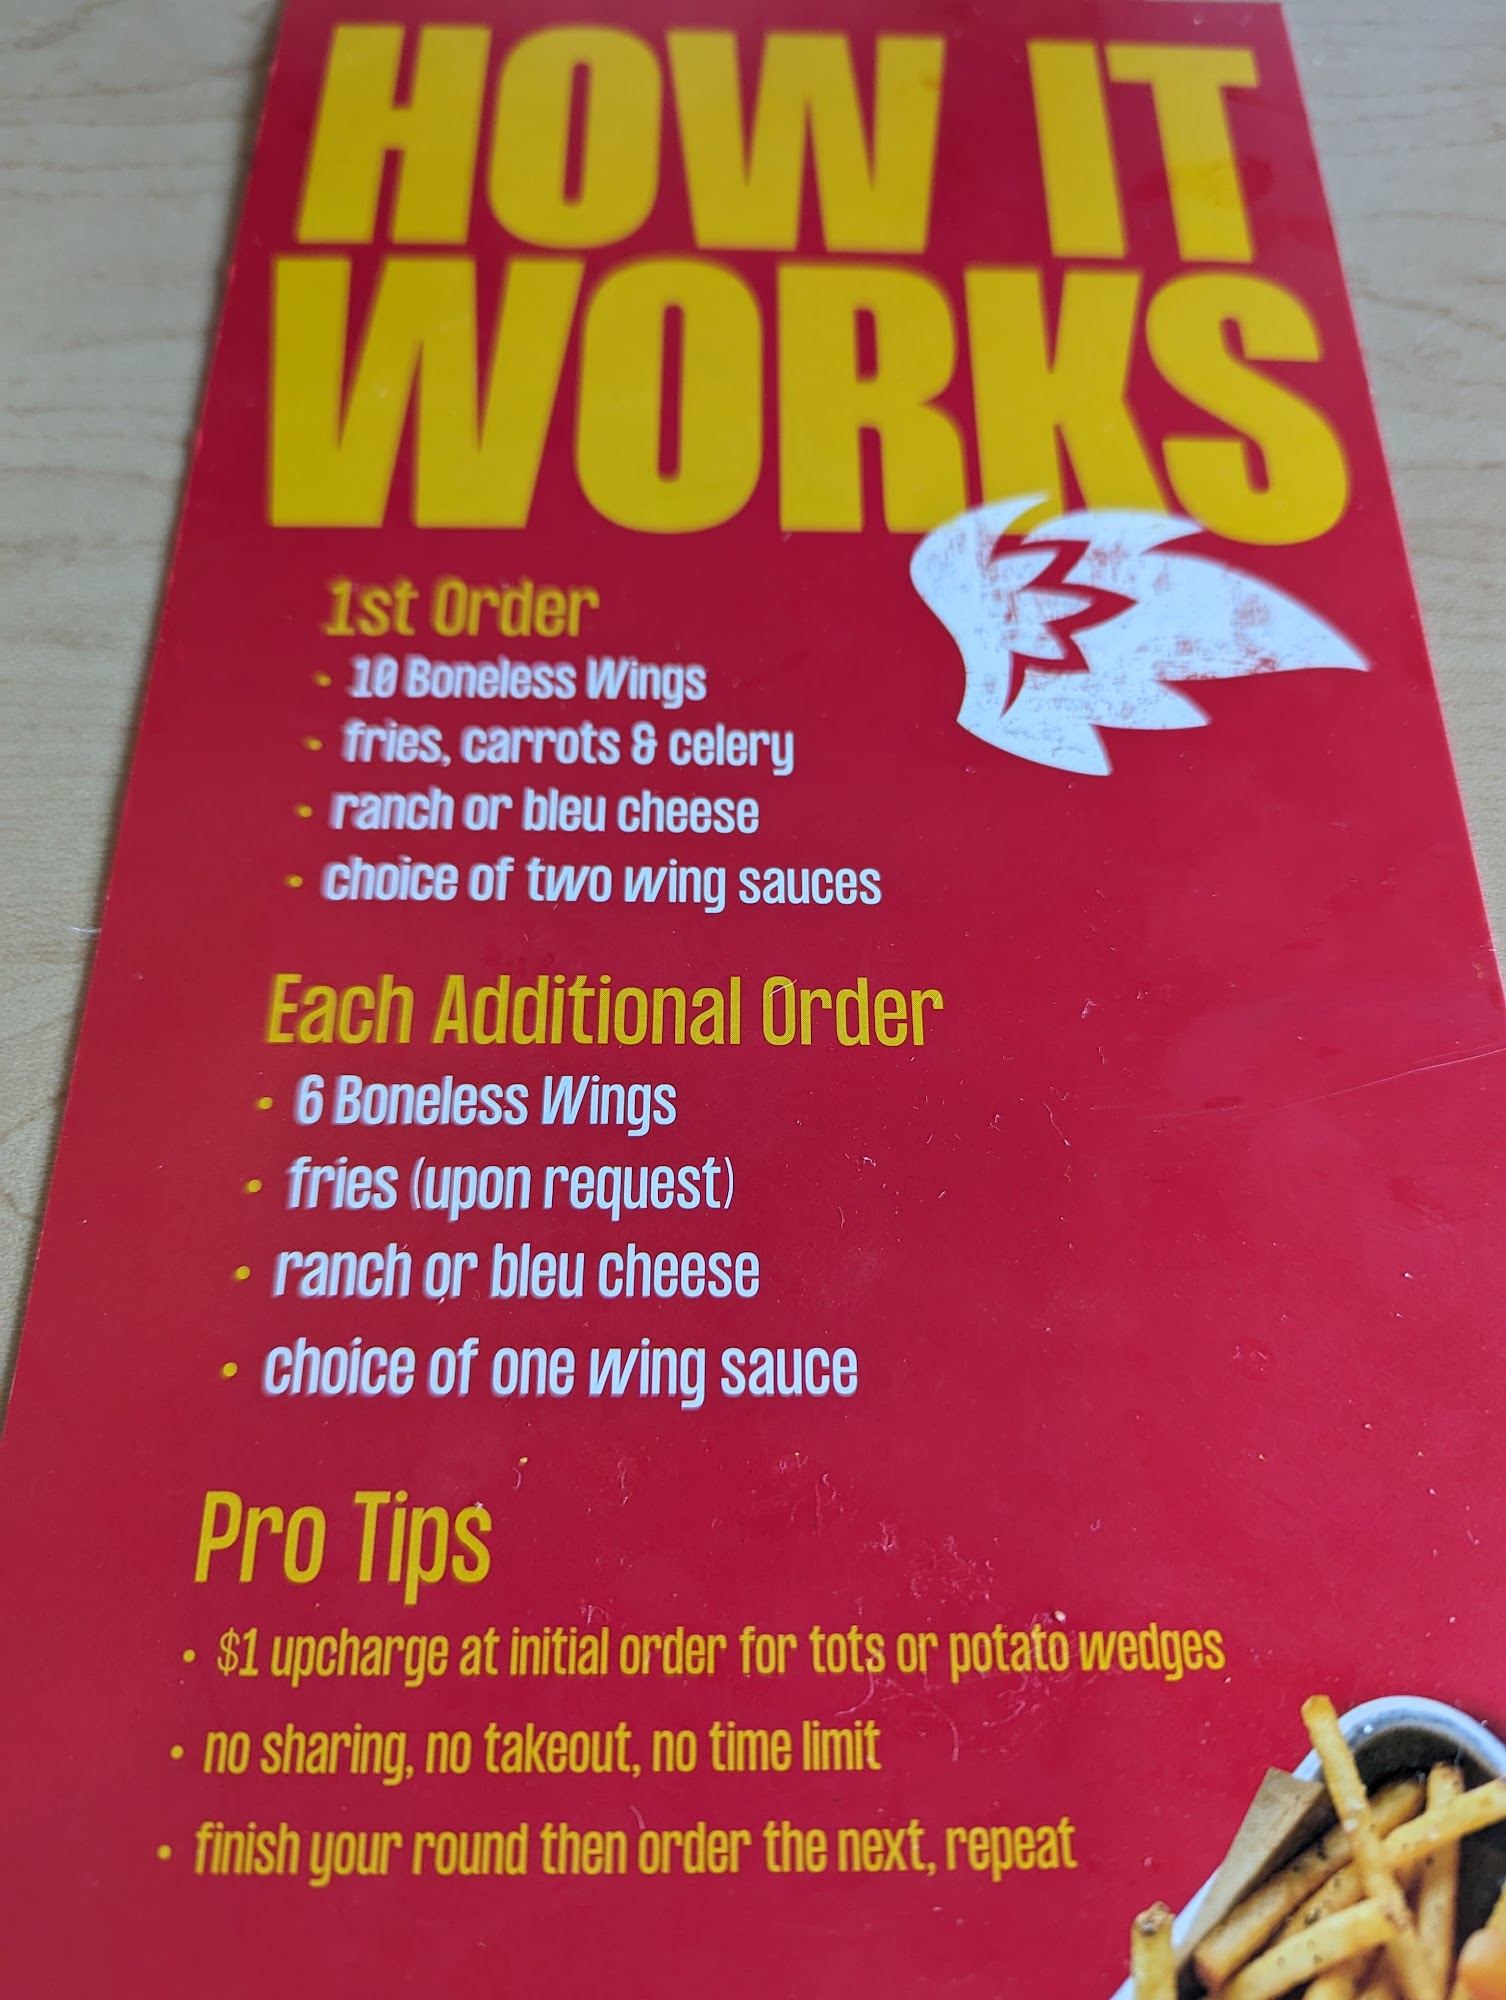 HOW IT
WORKS
1st Order
• 10 Boneless Wings
• fries, carrots & celery
• ranch or bleu cheese
• choice of two wing sauces
Each Additional Order
• 6 Boneless Wings
• fries (upon request)
• ranch or bleu cheese
• choice of one wing sauce
Pro Tips
• $1 upcharge at initial order for tots or potato wedges
• no sharing, no takeout, no time limit
• finish your round then order the next, repeat